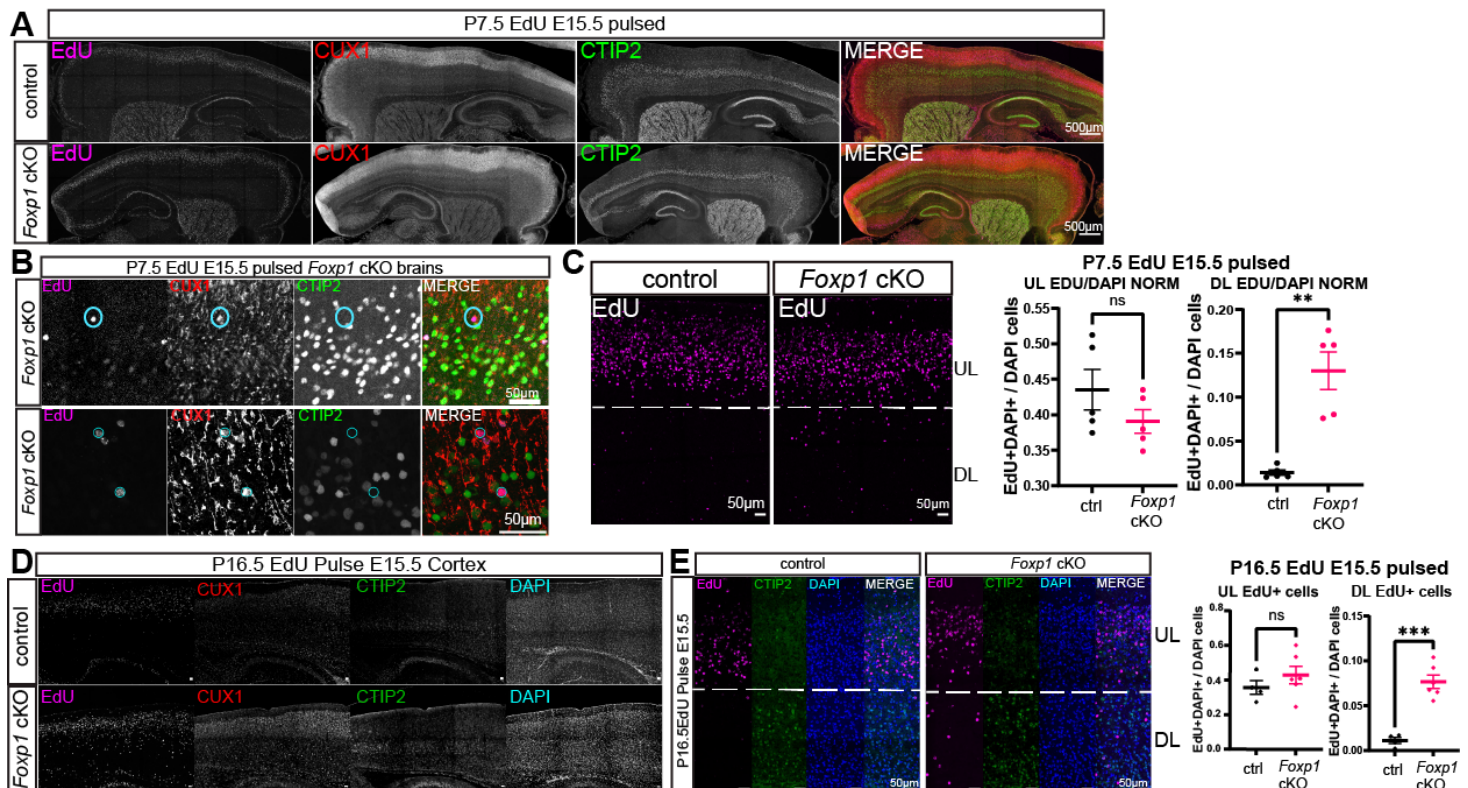 A
P7.5 EdU E15.5 pulsed
control
EdU
CUX1
CTIP2
MERGE
500μm
Foxp1 cKO
EdU
CUX1
CTIP2
MERGE
500μm
B
P7.5 EdU E15.5 pulsed Foxp1 cKO brains
Foxp1 cKO
EdU
CUX1
CTIP2
MERGE
50μm
Foxp1 cKO
EdU
CUX1
CTIP2
MERGE
50μm
C
control
Foxp1 cKO
EdU
EdU
UL
DL
50μm
50μm
P7.5 EdU E15.5 pulsed
UL EDU/DAPI NORM
EdU+DAPI+ / DAPI cells
0.55
0.50
0.45
0.40
0.35
0.30
ns
ctrl
Foxp1
cKO
DL EDU/DAPI NORM
EdU+DAPI+ / DAPI cells
0.20
0.15
0.10
0.05
0.00
**
ctrl
Foxp1
cKO
D
P16.5 EdU Pulse E15.5 Cortex
control
EdU
CUX1
CTIP2
DAPI
Foxp1 cKO
EdU
CUX1
CTIP2
DAPI
E
control
Foxp1 cKO
P16.5EdU Pulse E15.5
EdU
CTIP2
DAPI
MERGE
EdU
CTIP2
DAPI
MERGE
UL
DL
50μm
50μm
P16.5 EdU E15.5 pulsed
UL EdU+ cells
EdU+DAPI+ / DAPI cells
0.8
0.6
0.4
0.2
0.0
ns
ctrl
Foxp1
cKO
DL EdU+ cells
EdU+DAPI+ / DAPI cells
0.15
0.10
0.05
0.00
***
ctrl
Foxp1
cKO